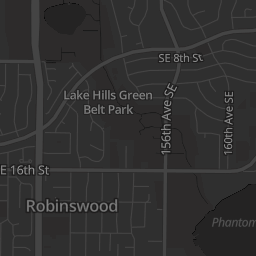 SE 8th St
Lake Hills Green
Belt Park
156th Ave SE
160th Ave SE
E 16th St
Robinswood
Phantom